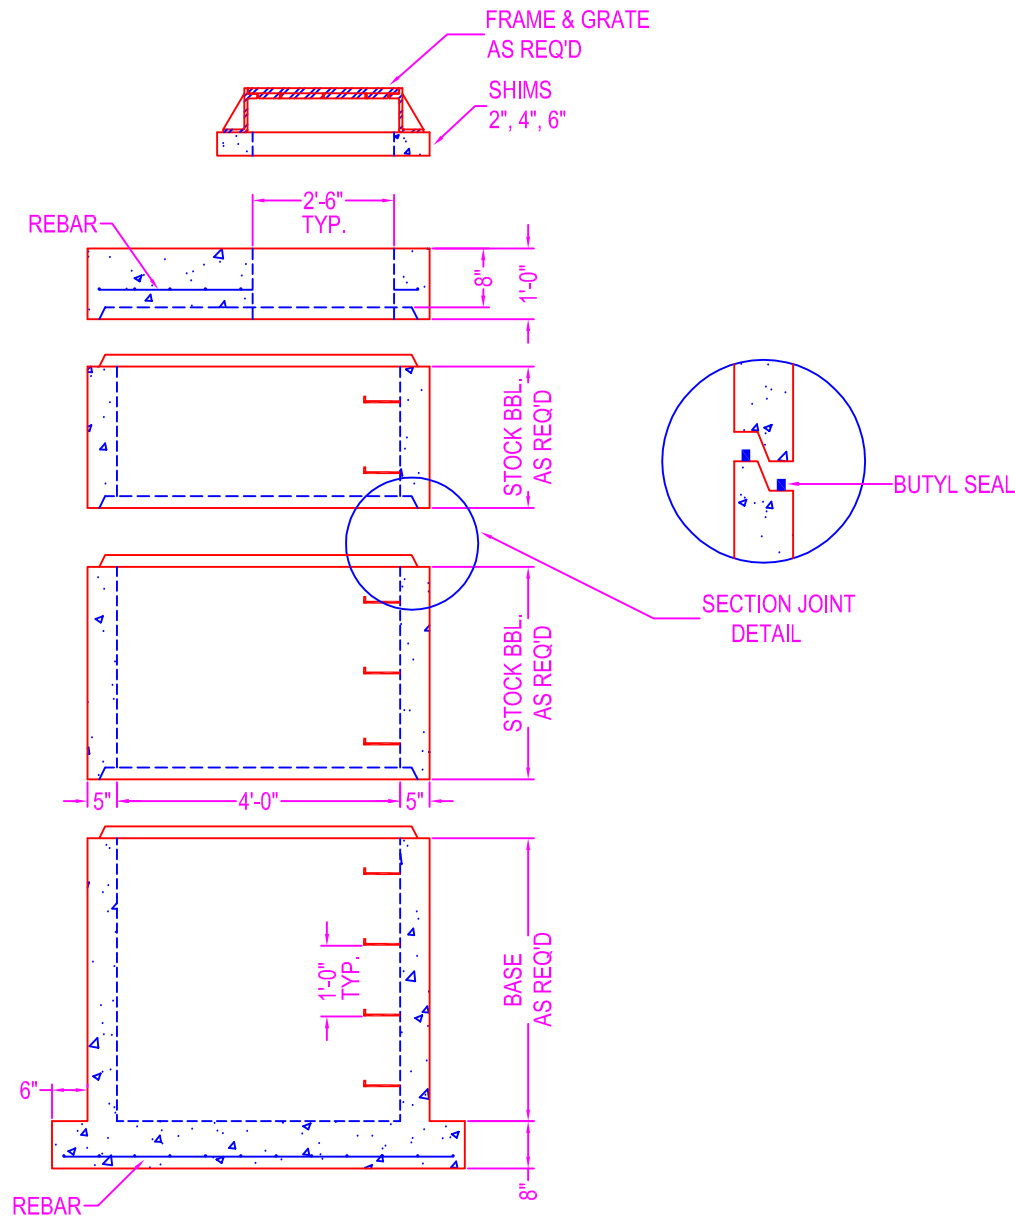 FRAME & GRATE
AS REQ'D
SHIMS
2", 4", 6"
2'-6"
TYP.
REBAR
8"
1'-0"
STOCK BBL.
AS REQ'D
BUTYL SEAL
SECTION JOINT
DETAIL
STOCK BBL.
AS REQ'D
5"
4'-0"
5"
1'-0"
TYP.
BASE
AS REQ'D
6"
8"
REBAR